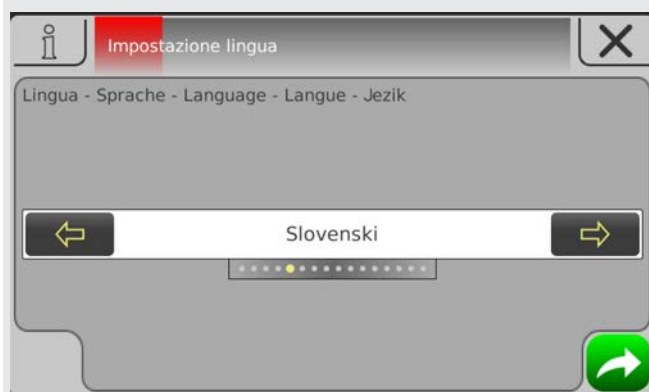 Impostazione lingua
Lingua - Sprache - Language - Langue - Jezik
Slovenski